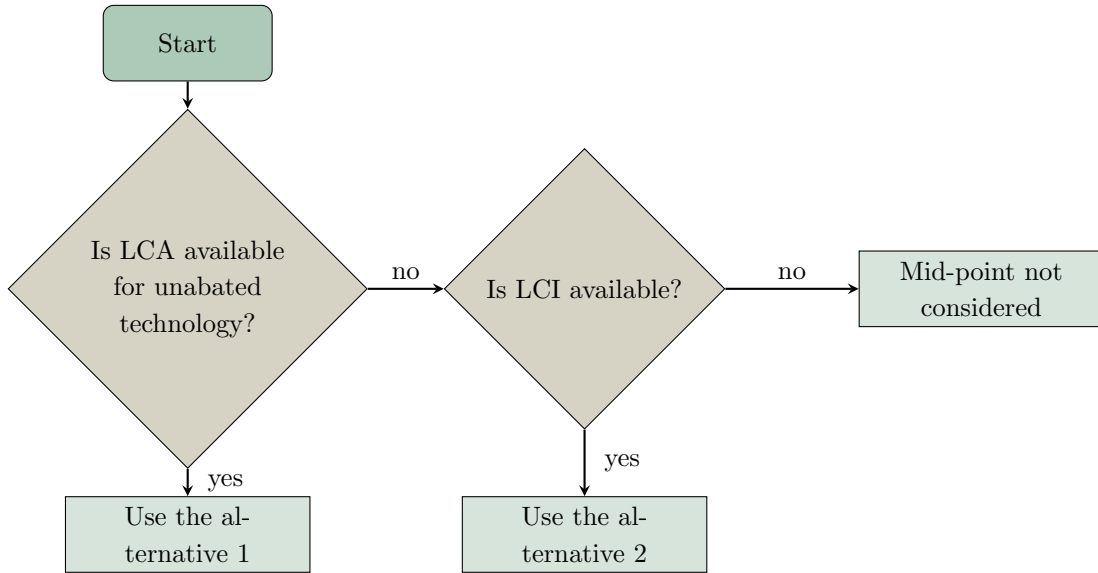 Start
Is LCA available
for unabated
technology?
no
Is LCI available?
no
Mid-point not
considered
yes
Use the al-
ternative 1
yes
Use the al-
ternative 2